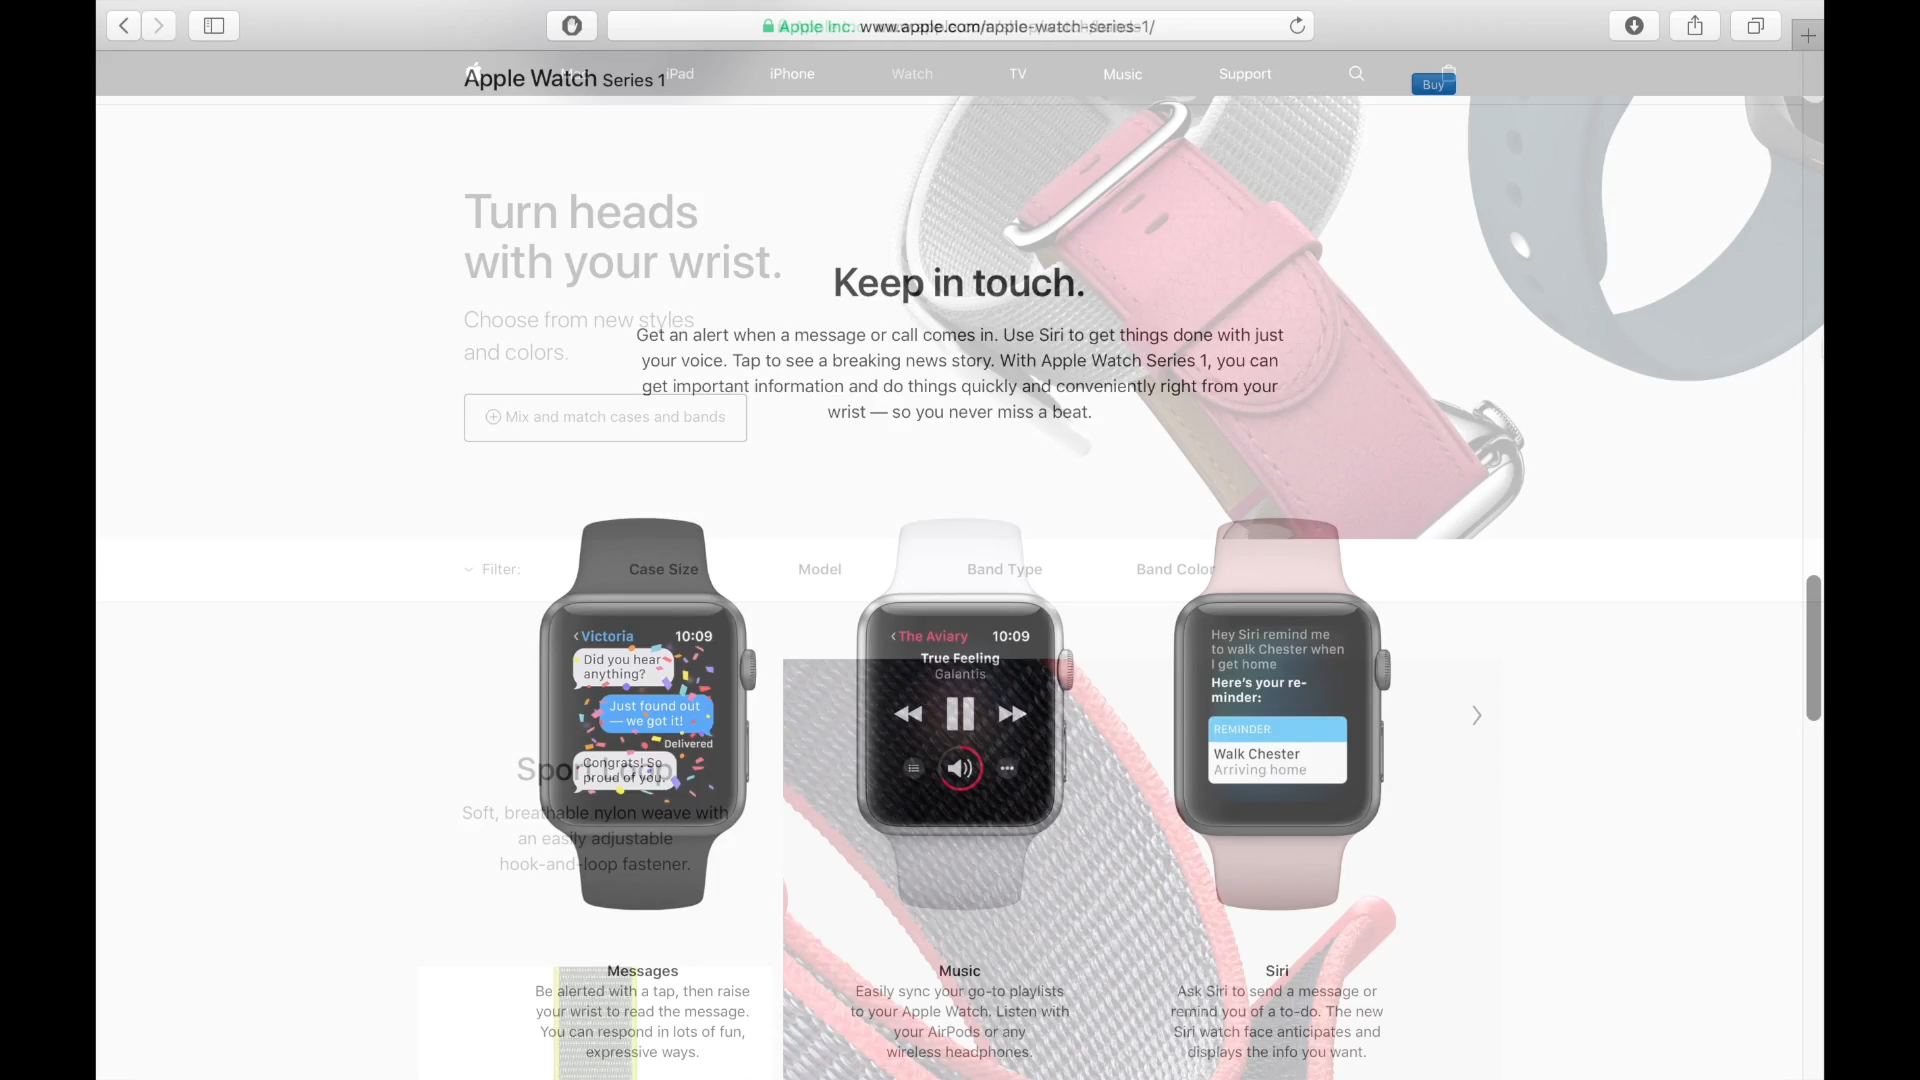 Apple Inc. www.apple.com/apple-watch-series-1/
Apple Watch Series 1
iPad
iPhone
Watch
TV
Music
Support
Buy
Turn heads
with your wrist.
Choose from new styles
and colors.
Mix and match cases and bands
Keep in touch.
Get an alert when a message or call comes in. Use Siri to get things done with just
your voice. Tap to see a breaking news story. With Apple Watch Series 1, you can
get important information and do things quickly and conveniently right from your
wrist — so you never miss a beat.
Filter:
Case Size
Model
Band Type
Band Color
Victoria 10:09
Did you hear
anything?
Just found out
— we got it!
Delivered
Congrats! So
proud of you.
The Aviary 10:09
True Feeling
Galantis
Hey Siri remind me
to walk Chester when
I get home
Here's your re-
minder:
REMINDER
Walk Chester
Arriving home
Sport Loop
Soft, breathable nylon weave with
an easily adjustable
hook-and-loop fastener.
Messages
Be alerted with a tap, then raise
your wrist to read the message.
You can respond in lots of fun,
expressive ways.
Music
Easily sync your go-to playlists
to your Apple Watch. Listen with
your AirPods or any
wireless headphones.
Siri
Ask Siri to send a message or
remind you of a to-do. The new
Siri watch face anticipates and
displays the info you want.